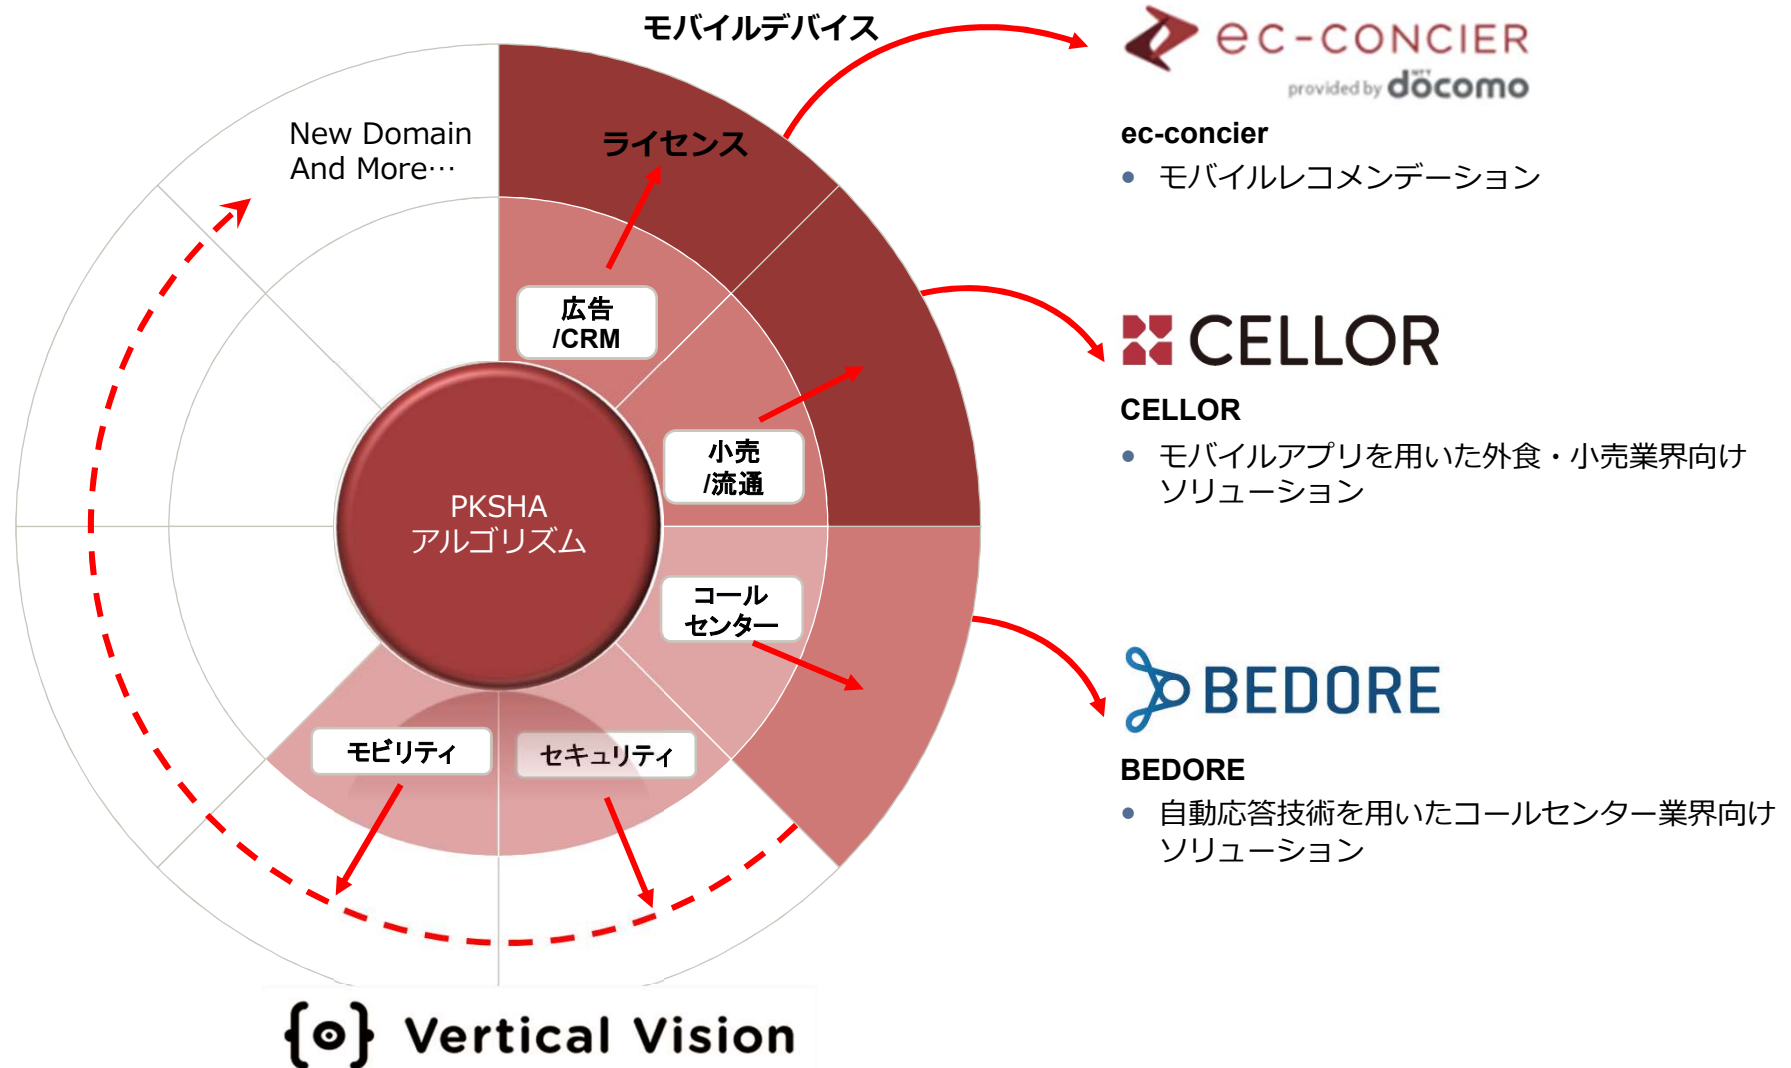 モバイルデバイス
New Domain
And More…
ライセンス
広告
/CRM
小売
/流通
PKSHA
アルゴリズム
コール
センター
モビリティ
セキュリティ
{o} Vertical Vision
ec-CONCIER
provided by NTT döcomo
ec-concier
• モバイルレコメンデーション
CELLOR
CELLOR
• モバイルアプリを用いた外食・小売業界向け
ソリューション
BEDORE
BEDORE
• 自動応答技術を用いたコールセンター業界向け
ソリューション